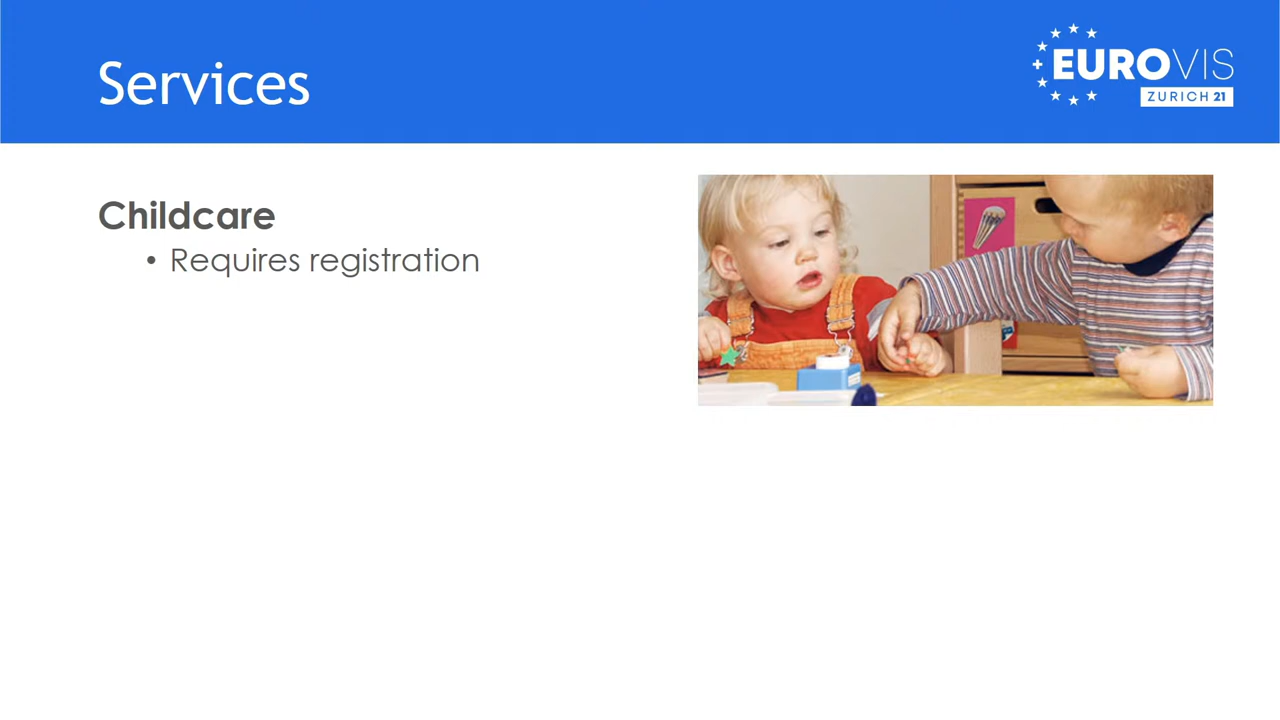 Services
EUROVIS
ZURICH 21
Childcare
• Requires registration